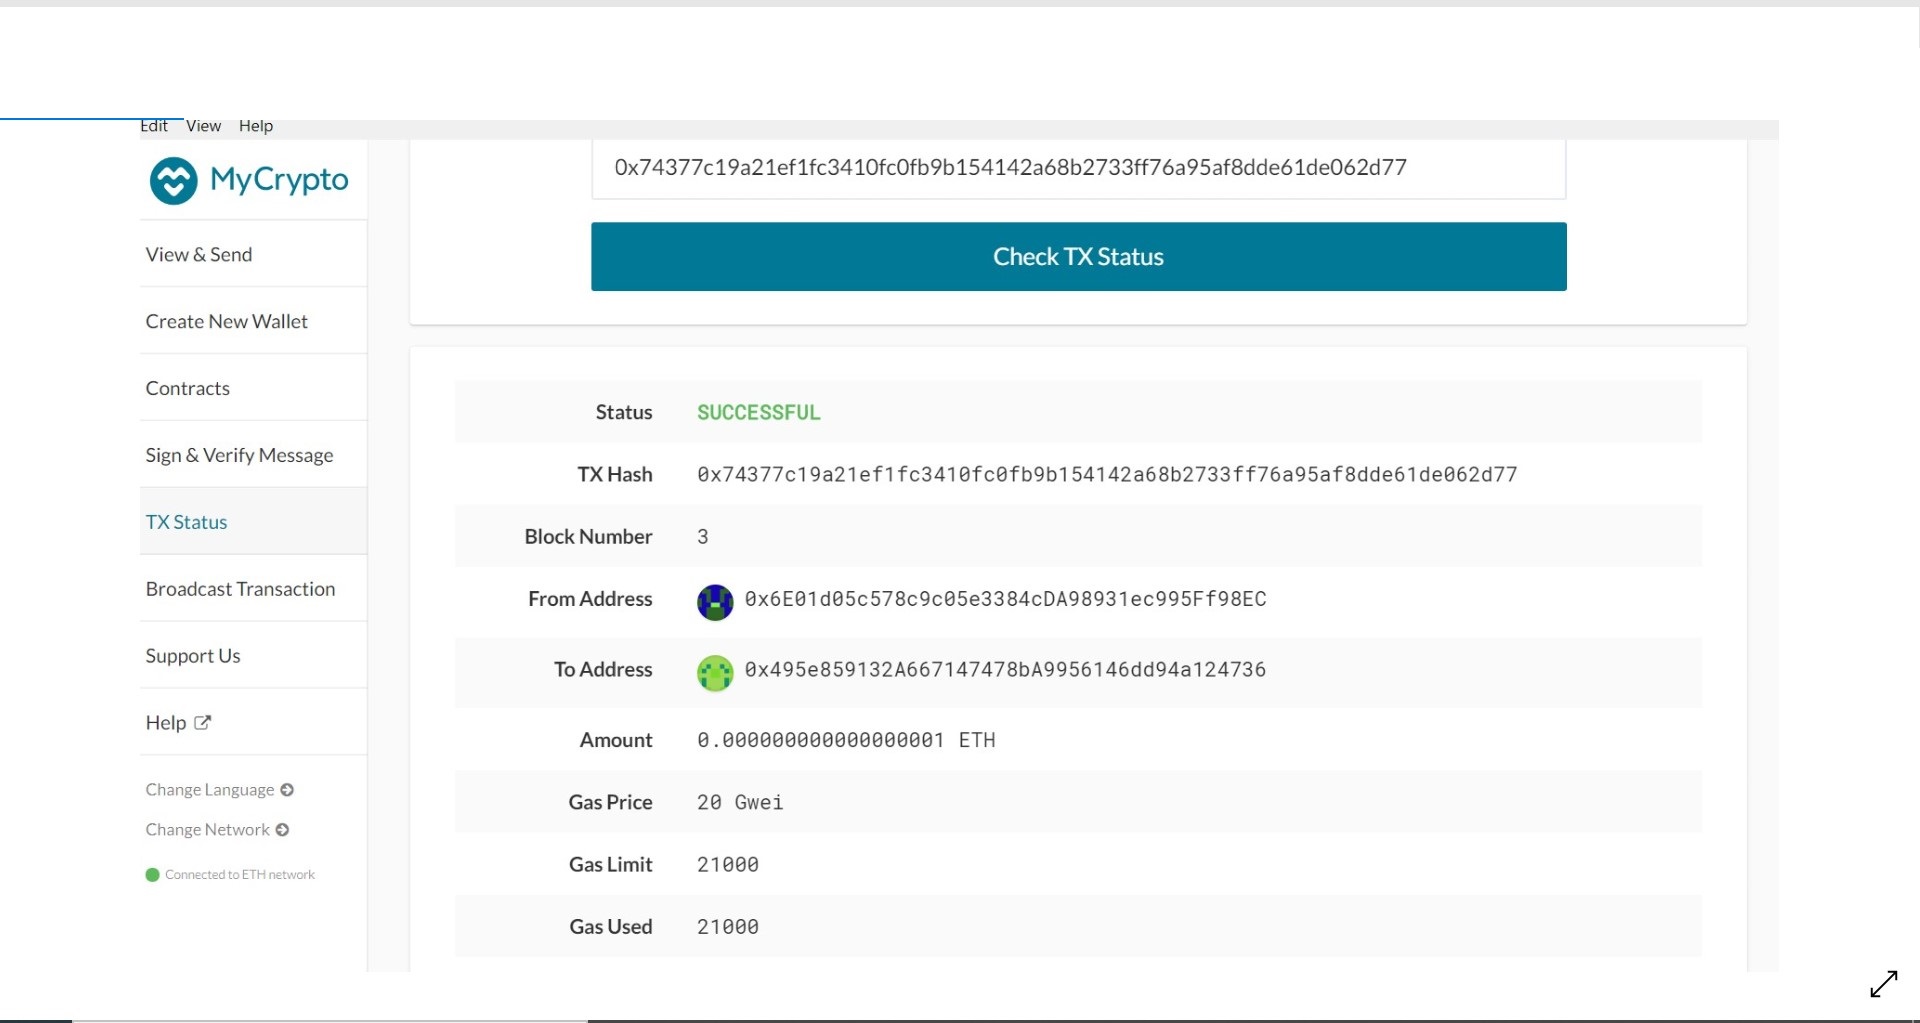 Edit View Help
MyCrypto
0x74377c19a21ef1fc3410fc0fb9b154142a68b2733ff76a95af8dde61de062d77
Check TX Status
View & Send
Create New Wallet
Contracts
Sign & Verify Message
TX Status
Broadcast Transaction
Support Us
Help
Change Language
Change Network
Connected to ETH network
Status SUCCESSFUL
TX Hash 0x74377c19a21ef1fc3410fc0fb9b154142a68b2733ff76a95af8dde61de062d77
Block Number 3
From Address 0x6E01d05c578c9c05e3384cDA98931ec995Ff98EC
To Address 0x495e859132A667147478bA9956146dd94a124736
Amount 0.000000000000000001 ETH
Gas Price 20 Gwei
Gas Limit 21000
Gas Used 21000